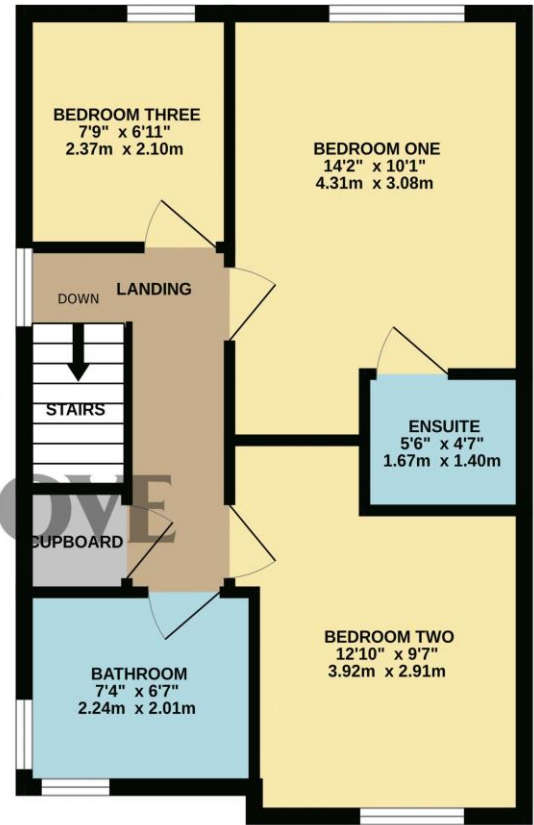 BEDROOM THREE
7'9" x 6'11"
2.37m x 2.10m
BEDROOM ONE
14'2" x 10'1"
4.31m x 3.08m
LANDING
DOWN
STAIRS
ENSUITE
5'6" x 4'7"
1.67m x 1.40m
OVE
CUPBOARD
BEDROOM TWO
12'10" x 9'7"
3.92m x 2.91m
BATHROOM
7'4" x 6'7"
2.24m x 2.01m